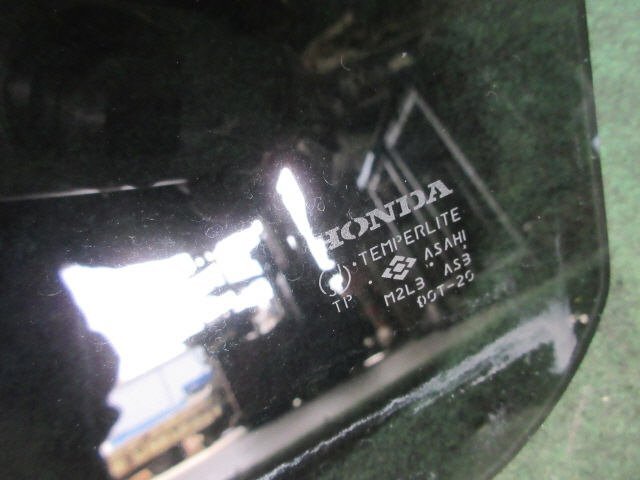 HONDA
TEMPERLITE
ASAHI
TP M2L3 AS3
DOT-20